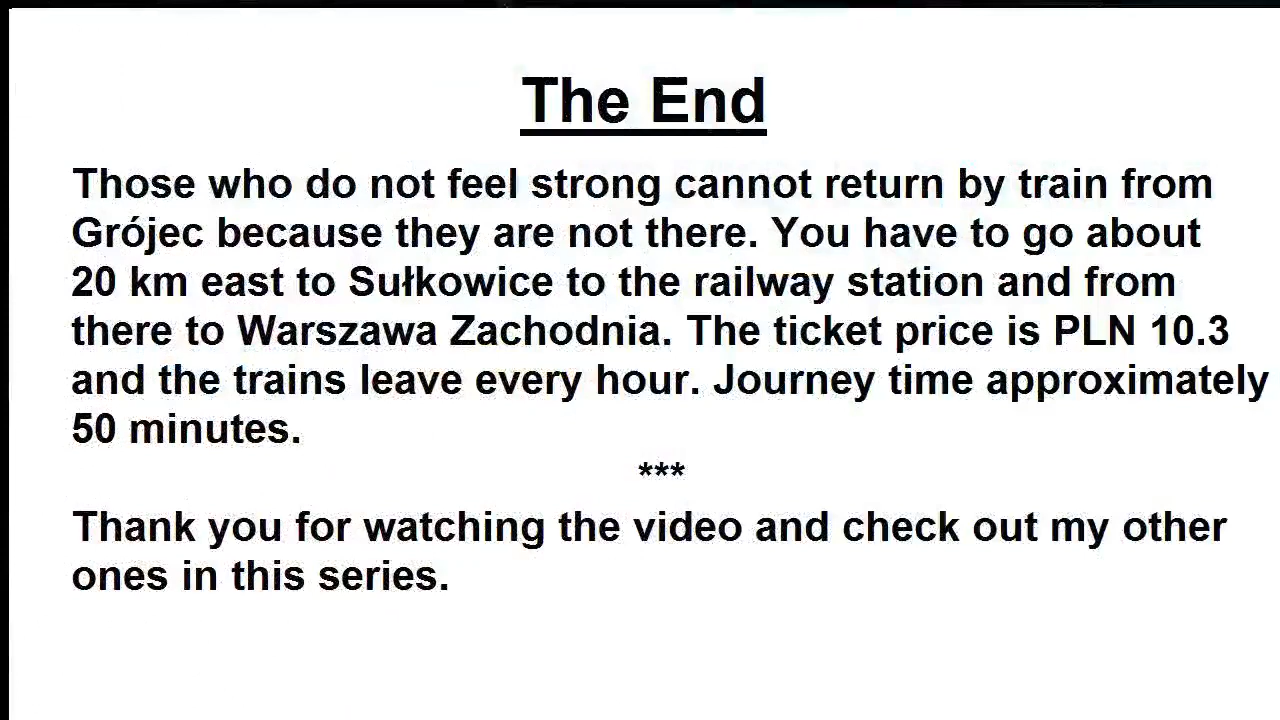 The End
Those who do not feel strong cannot return by train from
Grójec because they are not there. You have to go about
20 km east to Sułkowice to the railway station and from
there to Warszawa Zachodnia. The ticket price is PLN 10.3
and the trains leave every hour. Journey time approximately
50 minutes.
***
Thank you for watching the video and check out my other
ones in this series.